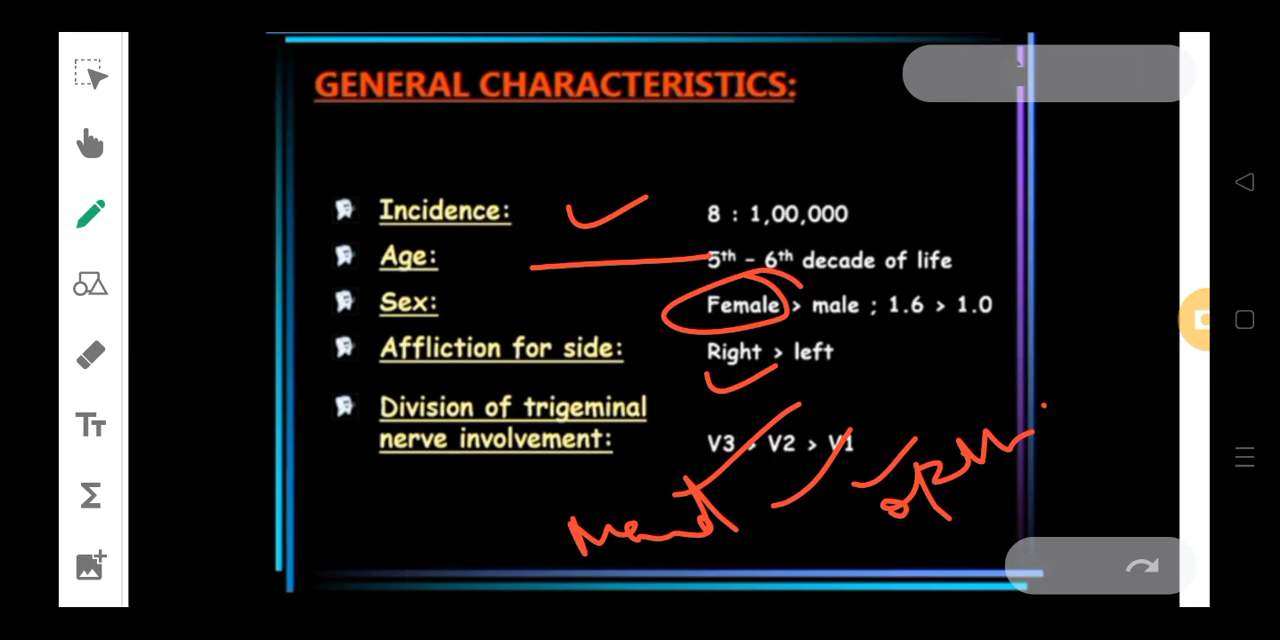 GENERAL CHARACTERISTICS:
Incidence: 8 : 1,00,000
Age: 5th - 6th decade of life
Sex: Female > male ; 1.6 > 1.0
Affliction for side: Right > left
Division of trigeminal
nerve involvement: V3 > V2 > V1
Tt
Σ